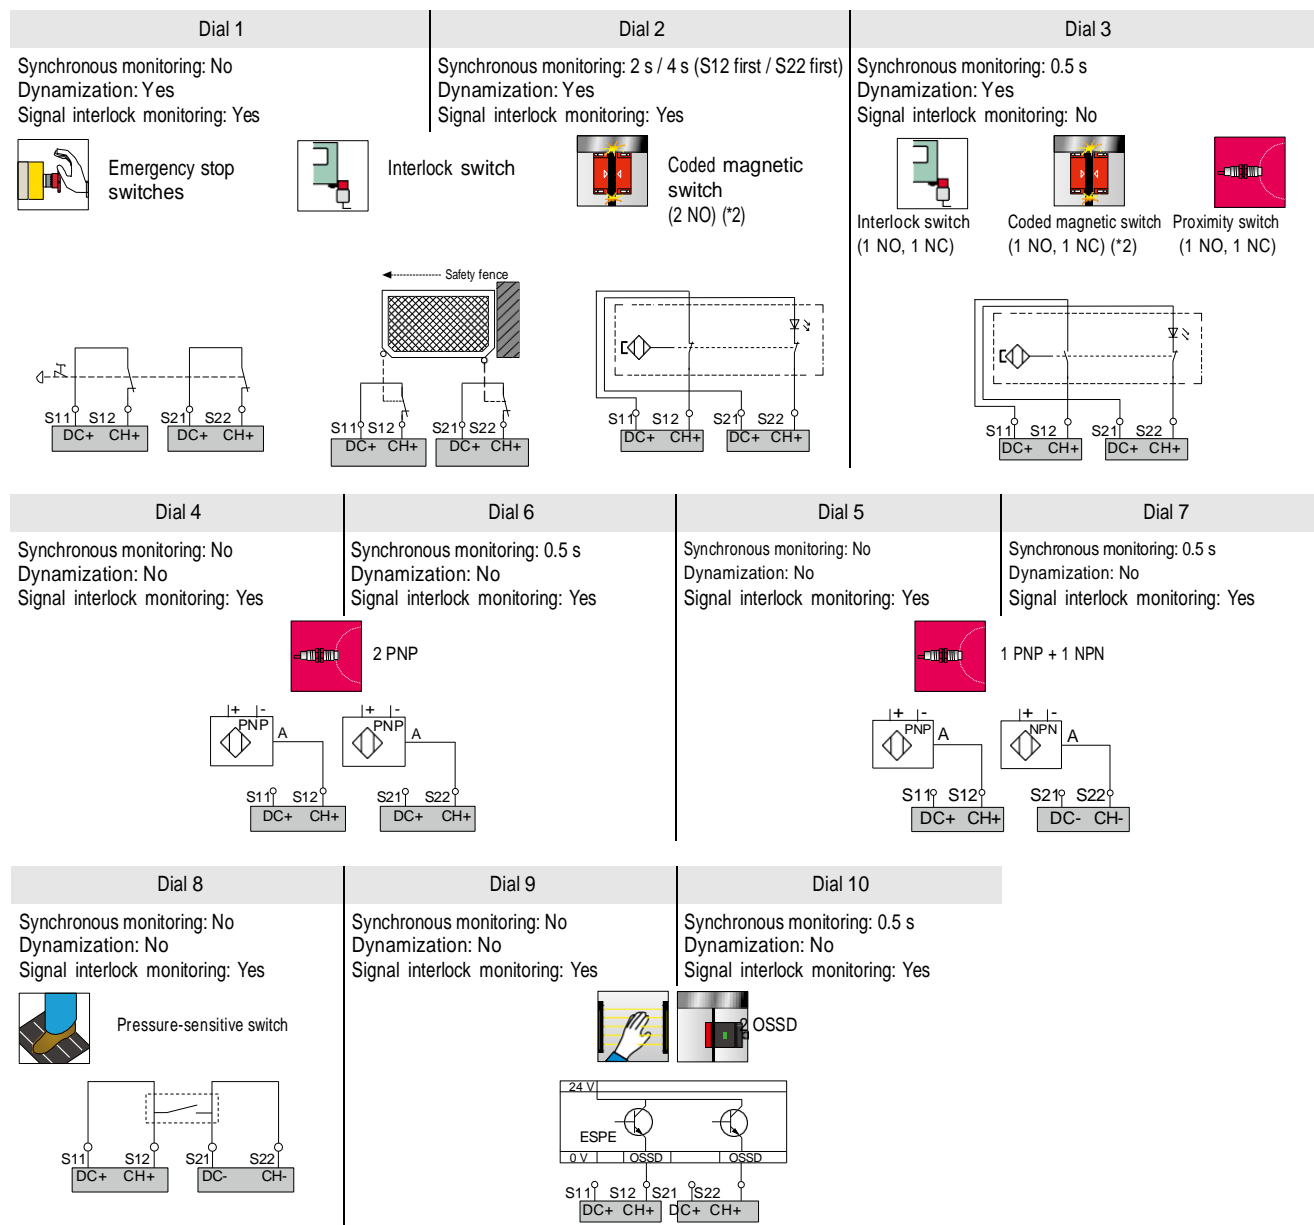 Dial 1
Dial 2
Dial 3
Synchronous monitoring: No
Dynamization: Yes
Signal interlock monitoring: Yes
Synchronous monitoring: 2 s / 4 s (S12 first / S22 first)
Dynamization: Yes
Signal interlock monitoring: Yes
Synchronous monitoring: 0.5 s
Dynamization: Yes
Signal interlock monitoring: No
Emergency stop
switches
Interlock switch
Coded magnetic
switch
(2 NO) (*2)
Interlock switch
(1 NO, 1 NC)
Coded magnetic switch
(1 NO, 1 NC) (*2)
Proximity switch
(1 NO, 1 NC)
Safety fence
S11 S12 S21 S22
DC+ CH+ DC+ CH+
S11 S12 S21 S22
DC+ CH+ DC+ CH+
S11 S12 S21 S22
DC+ CH+ DC+ CH+
S11 S12 S21 S22
DC+ CH+ DC+ CH+
Dial 4
Dial 6
Dial 5
Dial 7
Synchronous monitoring: No
Dynamization: No
Signal interlock monitoring: Yes
Synchronous monitoring: 0.5 s
Dynamization: No
Signal interlock monitoring: Yes
Synchronous monitoring: No
Dynamization: No
Signal interlock monitoring: Yes
Synchronous monitoring: 0.5 s
Dynamization: No
Signal interlock monitoring: Yes
2 PNP
1 PNP + 1 NPN
+ - + -
PNP A PNP A
S11 S12 S21 S22
DC+ CH+ DC+ CH+
+ - + -
PNP A NPN A
S11 S12 S21 S22
DC+ CH+ DC- CH-
Dial 8
Dial 9
Dial 10
Synchronous monitoring: No
Dynamization: No
Signal interlock monitoring: Yes
Synchronous monitoring: No
Dynamization: No
Signal interlock monitoring: Yes
Synchronous monitoring: 0.5 s
Dynamization: No
Signal interlock monitoring: Yes
Pressure-sensitive switch
2 OSSD
S11 S12 S21 S22
DC+ CH+ DC- CH-
24 V
ESPE
0 V OSSD OSSD
S11 S12 S21 S22
DC+ CH+ DC+ CH+